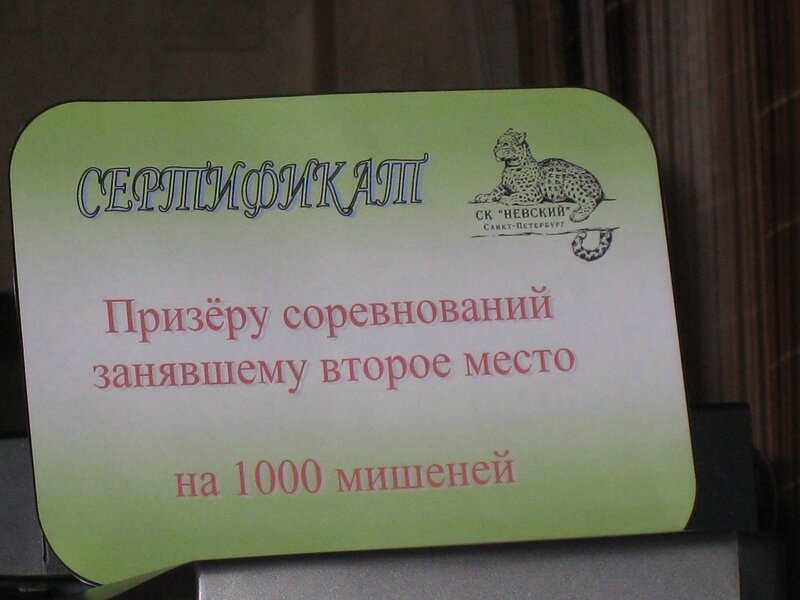 СЕРТИФИКАТ
СК "НЕВСКИЙ"
САНКТ-ПЕТЕРБУРГ
Призёру соревнований
занявшему второе место
на 1000 мишеней